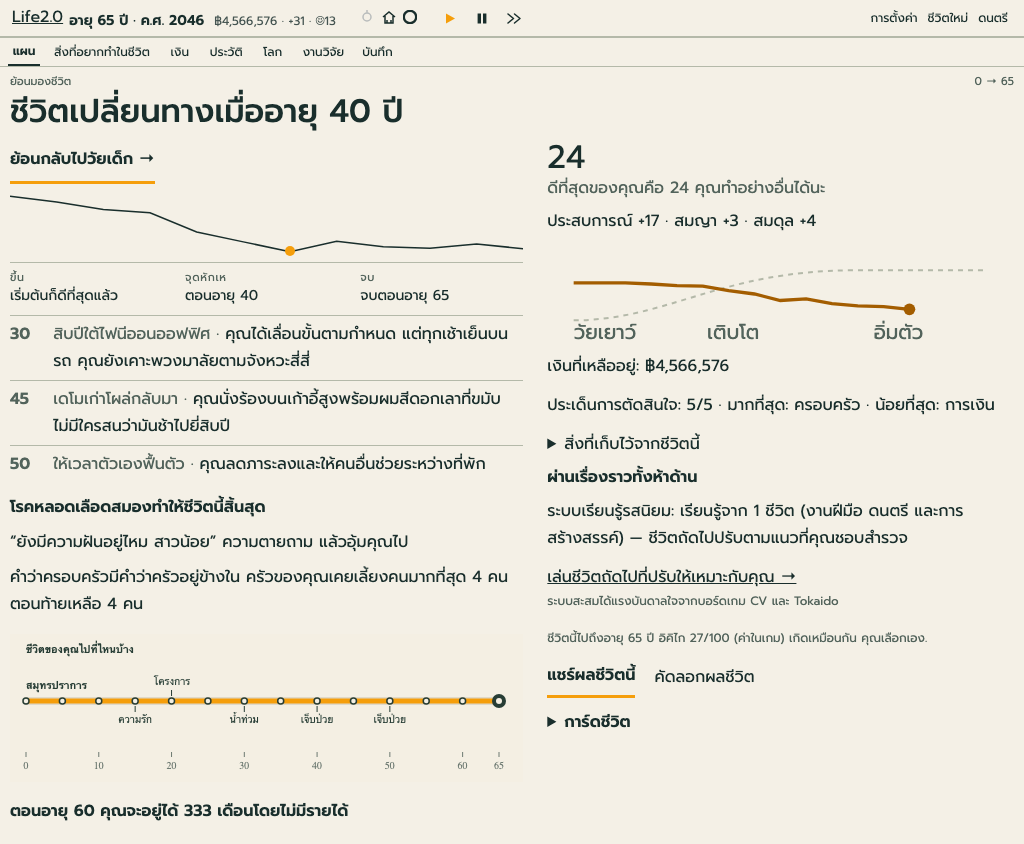 Life2.0 อายุ 65 ปี · ค.ศ. 2046 ฿4,566,576 · +31 · ◎13
การตั้งค่า ชีวิตใหม่ ดนตรี
แผน สิ่งที่อยากทำในชีวิต เงิน ประวัติ โลก งานวิจัย บันทึก
ย้อนมองชีวิต
0 → 65
ชีวิตเปลี่ยนทางเมื่ออายุ 40 ปี
ย้อนกลับไปวัยเด็ก →
ขึ้น จุดหักเห จบ
เริ่มต้นก็ดีที่สุดแล้ว ตอนอายุ 40 จบตอนอายุ 65
30 สิบปีใต้ไฟนีออนออฟฟิศ · คุณได้เลื่อนขั้นตามกำหนด แต่ทุกเช้าเย็นบน
รถ คุณยังเคาะพวงมาลัยตามจังหวะสี่สี่
45 เดโมเก่าโผล่กลับมา · คุณนั่งร้องบนเก้าอี้สูงพร้อมผมสีดอกเลาที่ขมับ
ไม่มีใครสนว่ามันช้าไปยี่สิบปี
50 ให้เวลาตัวเองฟื้นตัว · คุณลดภาระลงและให้คนอื่นช่วยระหว่างที่พัก
โรคหลอดเลือดสมองทำให้ชีวิตนี้สิ้นสุด
“ยังมีความฝันอยู่ไหม สาวน้อย” ความตายถาม แล้วอุ้มคุณไป
คำว่าครอบครัวมีคำว่าครัวอยู่ข้างใน ครัวของคุณเคยเลี้ยงคนมากที่สุด 4 คน
ตอนท้ายเหลือ 4 คน
ชีวิตของคุณไปที่ไหนบ้าง
สมุทรปราการ โครงการ
ความรัก น้ำท่วม เจ็บป่วย เจ็บป่วย
0 10 20 30 40 50 60 65
ตอนอายุ 60 คุณจะอยู่ได้ 333 เดือนโดยไม่มีรายได้
24
ดีที่สุดของคุณคือ 24 คุณทำอย่างอื่นได้นะ
ประสบการณ์ +17 · สมญา +3 · สมดุล +4
วัยเยาว์ เติบโต อิ่มตัว
เงินที่เหลืออยู่: ฿4,566,576
ประเด็นการตัดสินใจ: 5/5 · มากที่สุด: ครอบครัว · น้อยที่สุด: การเงิน
▶ สิ่งที่เก็บไว้จากชีวิตนี้
ผ่านเรื่องราวทั้งห้าด้าน
ระบบเรียนรู้รสนิยม: เรียนรู้จาก 1 ชีวิต (งานฝีมือ ดนตรี และการ
สร้างสรรค์) — ชีวิตถัดไปปรับตามแนวที่คุณชอบสำรวจ
เล่นชีวิตถัดไปที่ปรับให้เหมาะกับคุณ →
ระบบสะสมได้แรงบันดาลใจจากบอร์ดเกม CV และ Tokaido
ชีวิตนี้ไปถึงอายุ 65 ปี อิคิไก 27/100 (ค่าในเกม) เกิดเหมือนกัน คุณเลือกเอง.
แชร์ผลชีวิตนี้ คัดลอกผลชีวิต
▶ การ์ดชีวิต